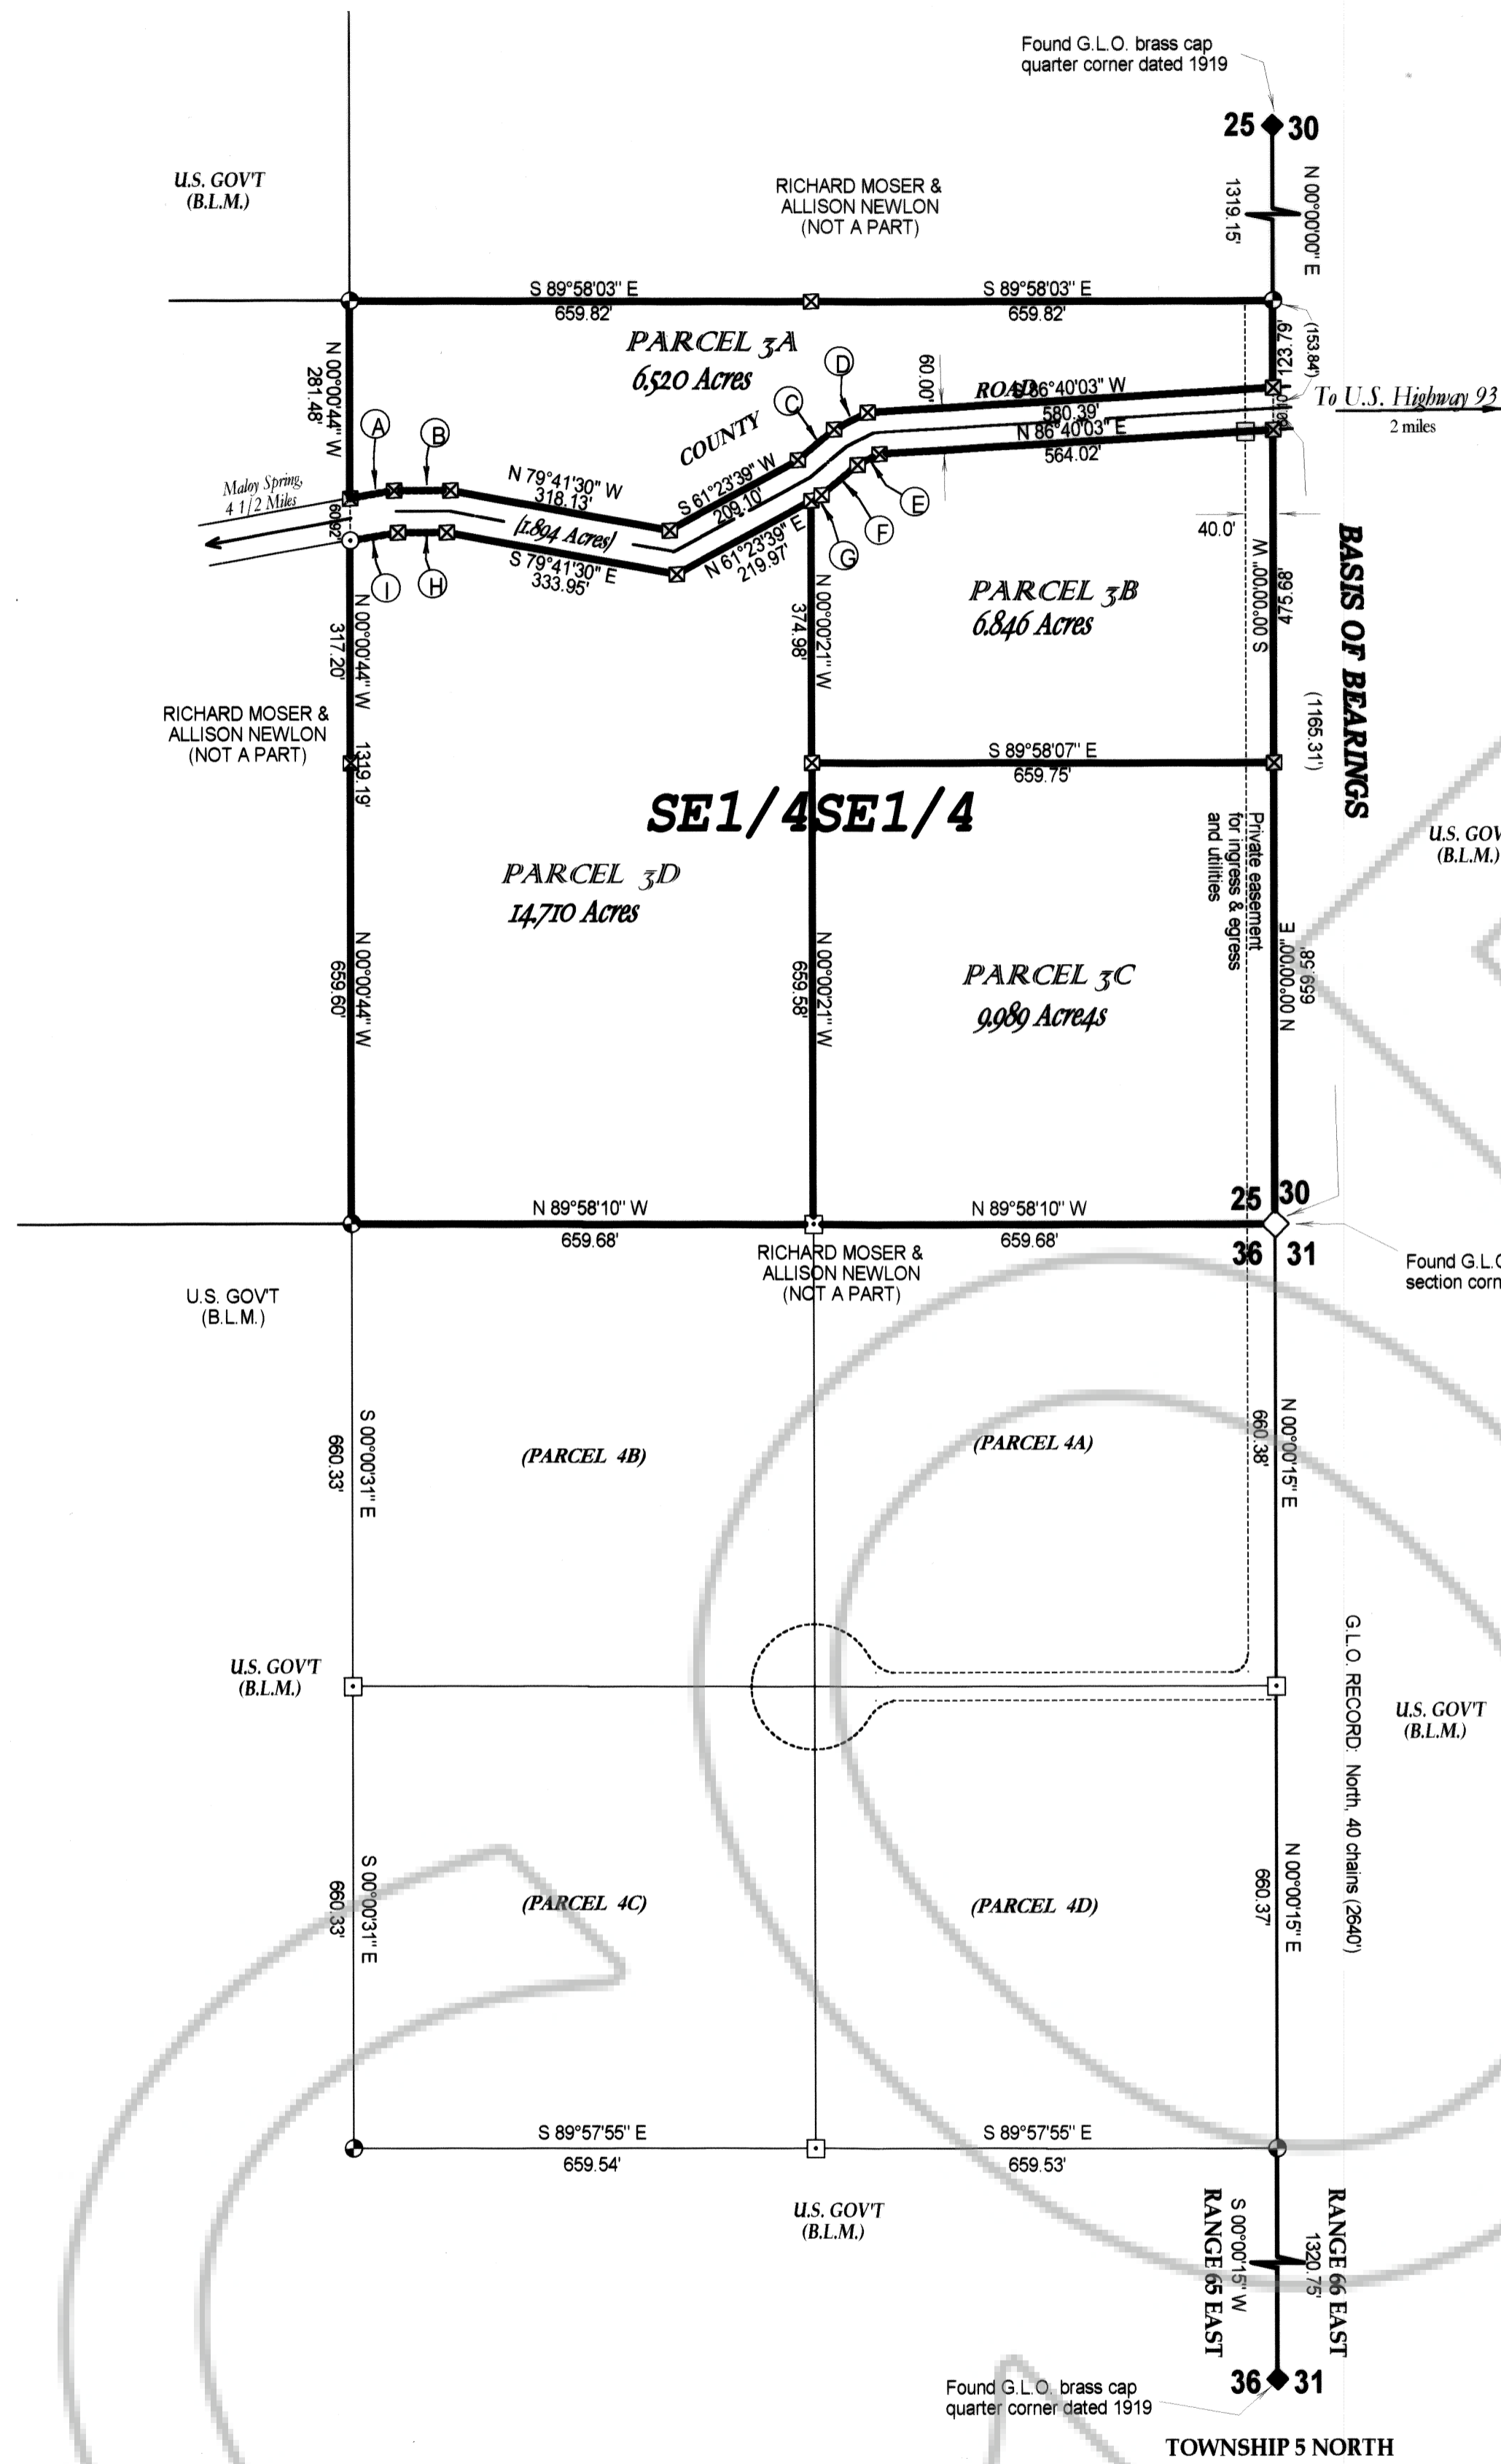 Found G.L.O. brass cap
quarter corner dated 1919
25 30
N 00°00'00" E
1319.15'
U.S. GOV'T
(B.L.M.)
RICHARD MOSER &
ALLISON NEWLON
(NOT A PART)
S 89°58'03" E
659.82'
S 89°58'03" E
659.82'
(153.84')
123.79'
PARCEL 3A
6.520 Acres
N 00°00'44" W
281.48'
A
B
C
D
60.00'
COUNTY
ROAD
S 86°40'03" W
580.39'
N 86°40'03" E
564.02'
To U.S. Highway 93
2 miles
Maloy Spring,
4 1/2 Miles
60.92'
N 79°41'30" W
318.13'
S 61°23'39" W
209.10'
(1.894 Acres)
S 79°41'30" E
333.95'
N 61°23'39" E
219.97'
E
F
G
H
I
40.0'
N 00°00'44" W
317.20'
N 00°00'21" W
374.98'
PARCEL 3B
6.846 Acres
S 00°00'00" W
475.68'
BASIS OF BEARINGS
(1165.31')
RICHARD MOSER &
ALLISON NEWLON
(NOT A PART)
1319.19'
S 89°58'07" E
659.75'
SE1/4SE1/4
Private easement
for ingress & egress
and utilities
U.S. GOV
(B.L.M.)
PARCEL 3D
14.710 Acres
N 00°00'44" W
659.60'
N 00°00'21" W
659.58'
PARCEL 3C
9.989 Acre4s
N 00°00'00" E
659.58'
N 89°58'10" W
659.68'
N 89°58'10" W
659.68'
25 30
36 31
RICHARD MOSER &
ALLISON NEWLON
(NOT A PART)
Found G.L.O
section corn
U.S. GOV'T
(B.L.M.)
S 00°00'31" E
660.33'
(PARCEL 4B)
(PARCEL 4A)
N 00°00'15" E
660.38'
U.S. GOV'T
(B.L.M.)
G.L.O. RECORD: North, 40 chains (2640')
U.S. GOV'T
(B.L.M.)
S 00°00'31" E
660.33'
(PARCEL 4C)
(PARCEL 4D)
N 00°00'15" E
660.37'
S 89°57'55" E
659.54'
S 89°57'55" E
659.53'
U.S. GOV'T
(B.L.M.)
RANGE 65 EAST
S 00°00'15" W
1320.75'
RANGE 66 EAST
36 31
Found G.L.O. brass cap
quarter corner dated 1919
TOWNSHIP 5 NORTH